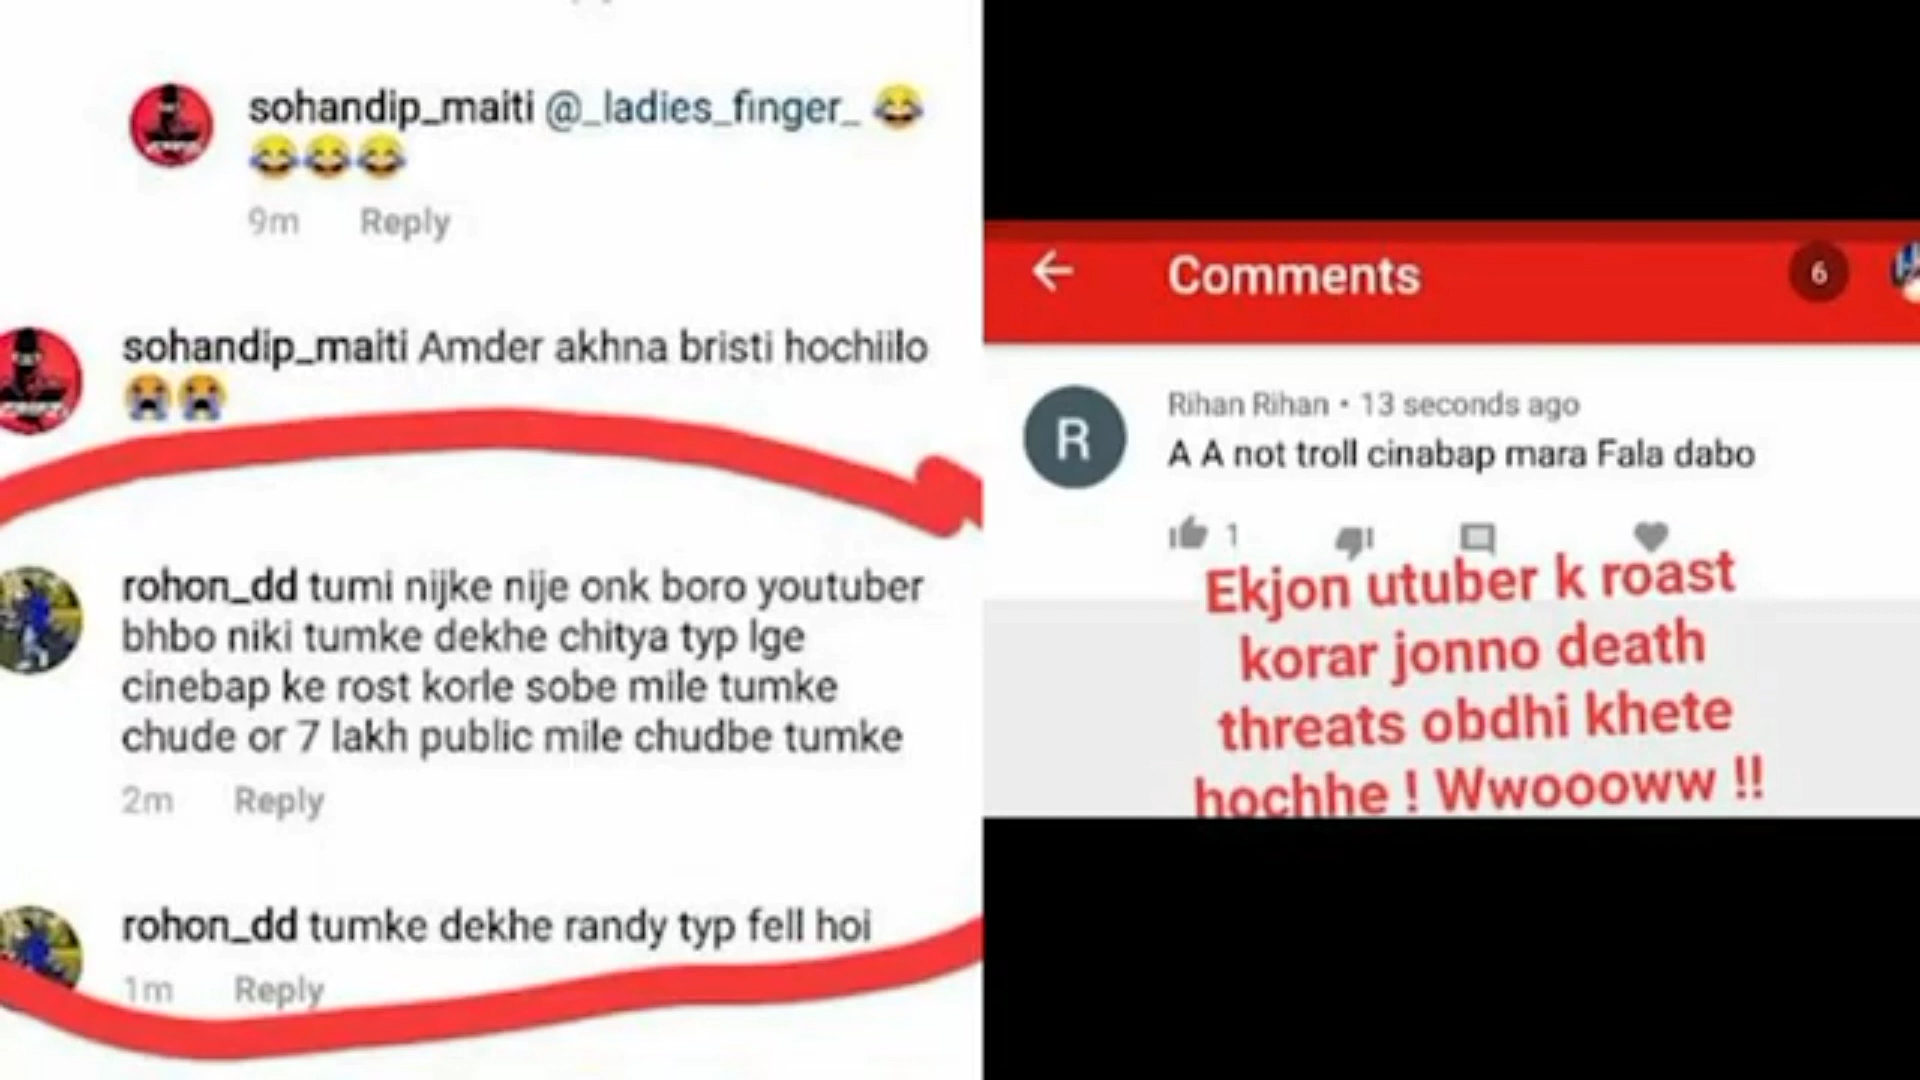 sohandip_maiti @_ladies_finger_ 😂
😂😂😂
9m Reply
sohandip_maiti Amder akhna bristi hochiilo
😭😭
rohon_dd tumi nijke nije onk boro youtuber
bhbo niki tumke dekhe chitya typ lge
cinebap ke rost korle sobe mile tumke
chude or 7 lakh public mile chudbe tumke
2m Reply
rohon_dd tumke dekhe randy typ fell hoi
1m Reply
Comments 6
R
Rihan Rihan • 13 seconds ago
A A not troll cinabap mara Fala dabo
1
Ekjon utuber k roast
korar jonno death
threats obdhi khete
hochhe ! Wwoooww !!